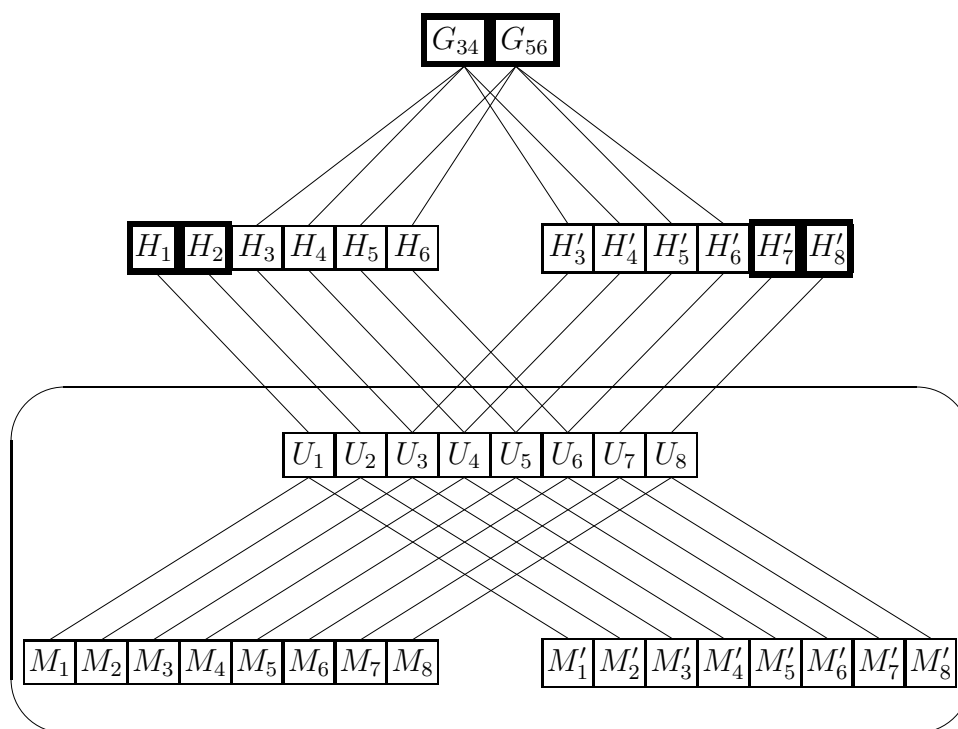 G₃₄ G₅₆
H₁ H₂ H₃ H₄ H₅ H₆ H′₃ H′₄ H′₅ H′₆ H′₇ H′₈
U₁ U₂ U₃ U₄ U₅ U₆ U₇ U₈
M₁ M₂ M₃ M₄ M₅ M₆ M₇ M₈ M′₁ M′₂ M′₃ M′₄ M′₅ M′₆ M′₇ M′₈